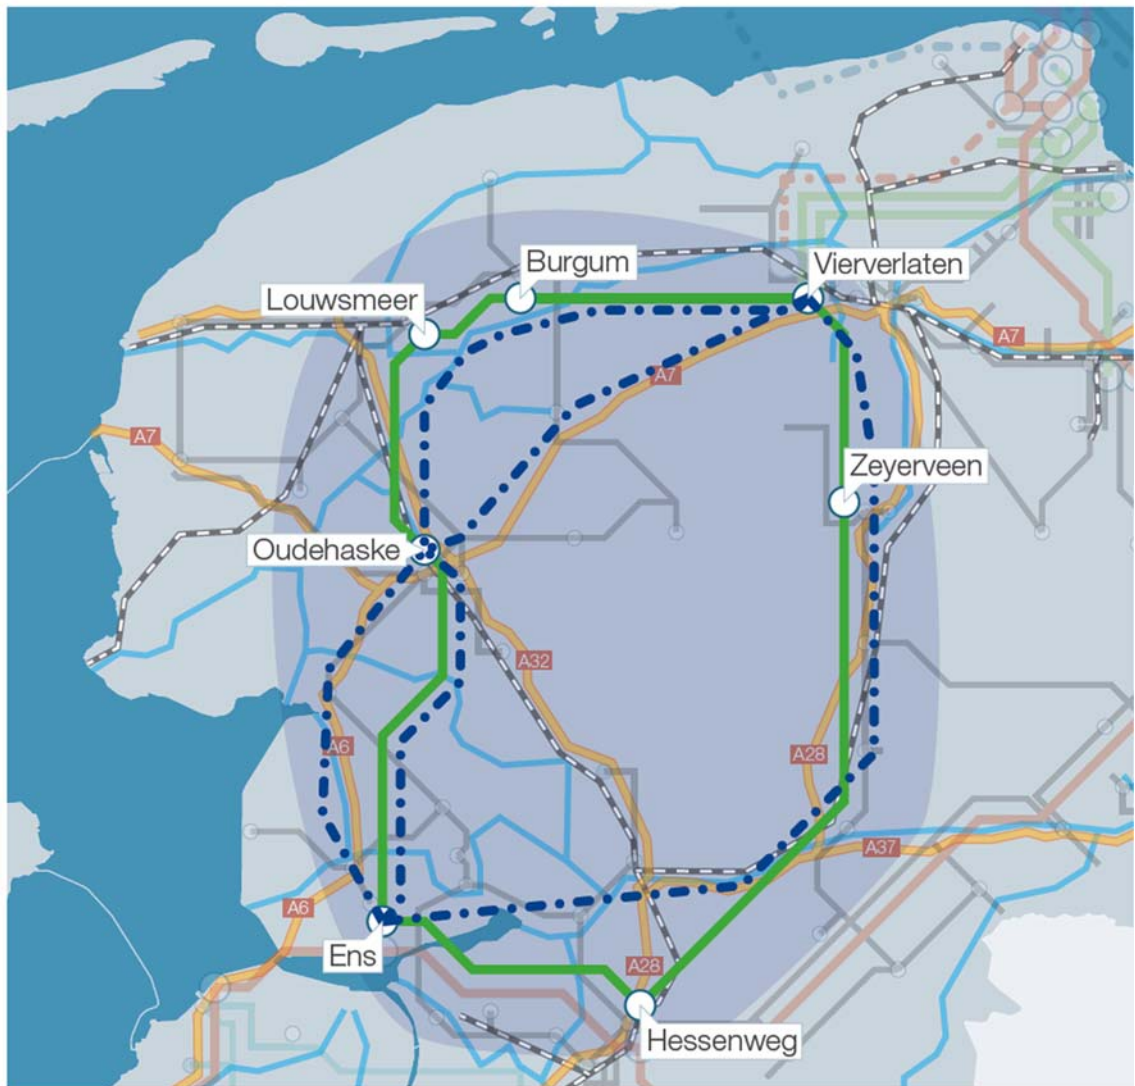 Burgum
Vierverlaten
Louwsmeer
A7
A7
A7
Zeyerveen
Oudehaske
A32
A6
A28
A37
A6
Ens
A28
Hessenweg